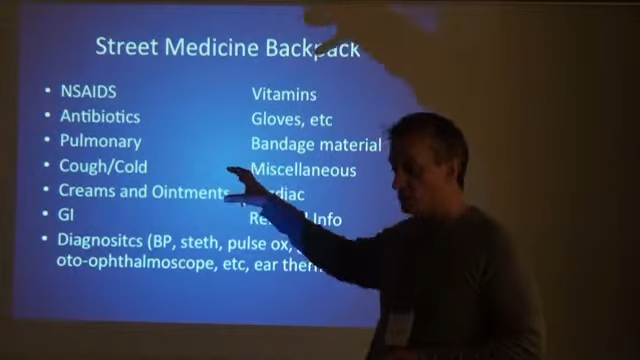 Street Medicine Backpack
• NSAIDS
• Antibiotics
• Pulmonary
• Cough/Cold
• Creams and Ointments
• GI
• Diagnositcs (BP, steth, pulse ox,
oto-ophthalmoscope, etc, ear
Vitamins
Gloves, etc
Bandage material
Miscellaneous
Info